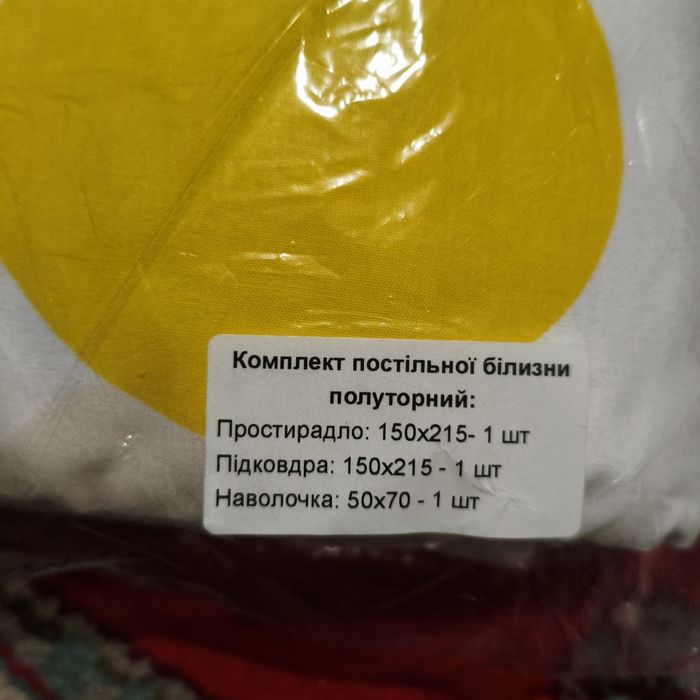 Комплект постільної білизни
полуторний:
Простирадло: 150х215- 1 шт
Підковдра: 150х215 - 1 шт
Наволочка: 50х70 - 1 шт